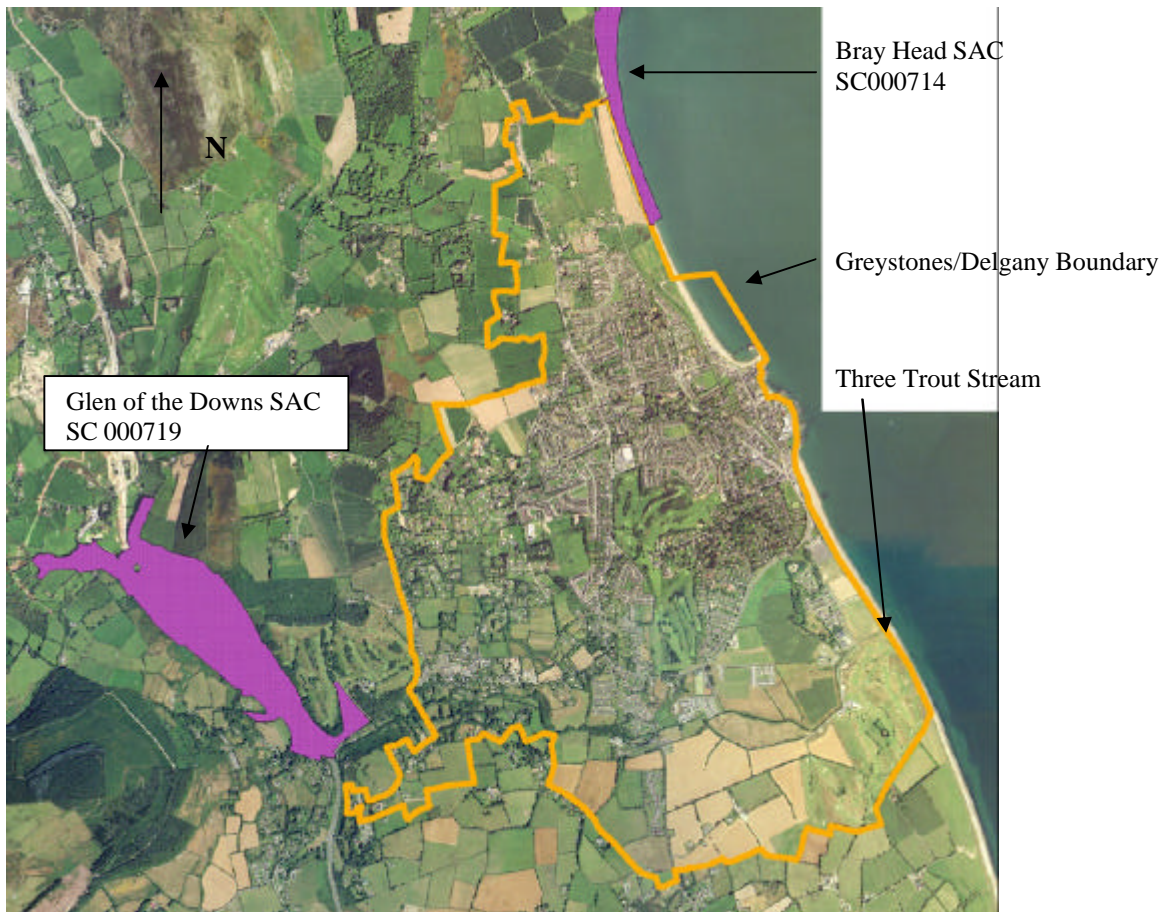 Bray Head SAC
SC000714
N
Greystones/Delgany Boundary
Three Trout Stream
Glen of the Downs SAC
SC 000719